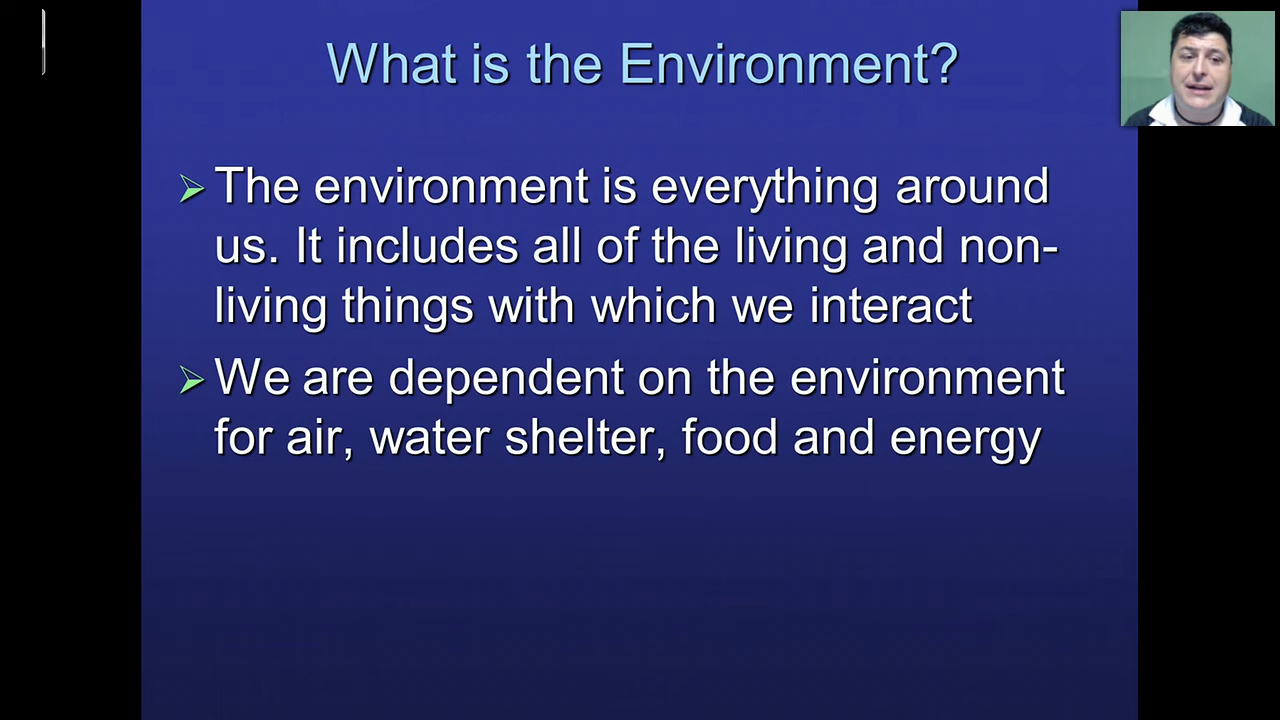 What is the Environment?
The environment is everything around
us. It includes all of the living and non-
living things with which we interact
We are dependent on the environment
for air, water shelter, food and energy